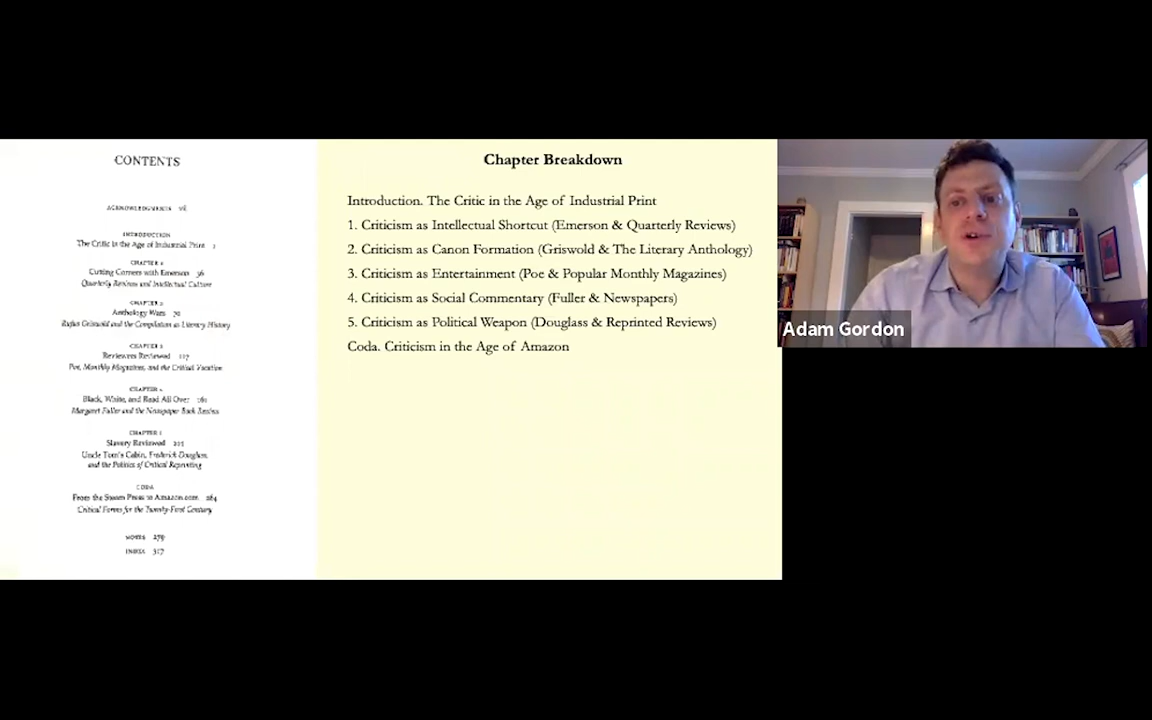 CONTENTS
ACKNOWLEDGMENTS vii
INTRODUCTION
The Critic in the Age of Industrial Print 1
CHAPTER 1
Cutting Corners with Emerson 36
Quarterly Reviews and Intellectual Culture
CHAPTER 2
Anthology Wars 70
Rufus Griswold and the Compilation as Literary History
CHAPTER 3
Reviewers Reviewed 117
Poe, Monthly Magazines, and the Critical Vocation
CHAPTER 4
Black, White, and Read All Over 161
Margaret Fuller and the Newspaper Book Review
CHAPTER 5
Slavery Reviewed
Uncle Tom's Cabin, Frederick Douglass,
and the Politics of Critical Reprinting
CODA
From the Steam Press to Amazon.com 264
Critical Forms for the Twenty-First Century
NOTES 279
INDEX 317
Chapter Breakdown
Introduction. The Critic in the Age of Industrial Print
1. Criticism as Intellectual Shortcut (Emerson & Quarterly Reviews)
2. Criticism as Canon Formation (Griswold & The Literary Anthology)
3. Criticism as Entertainment (Poe & Popular Monthly Magazines)
4. Criticism as Social Commentary (Fuller & Newspapers)
5. Criticism as Political Weapon (Douglass & Reprinted Reviews)
Coda. Criticism in the Age of Amazon
Adam Gordon